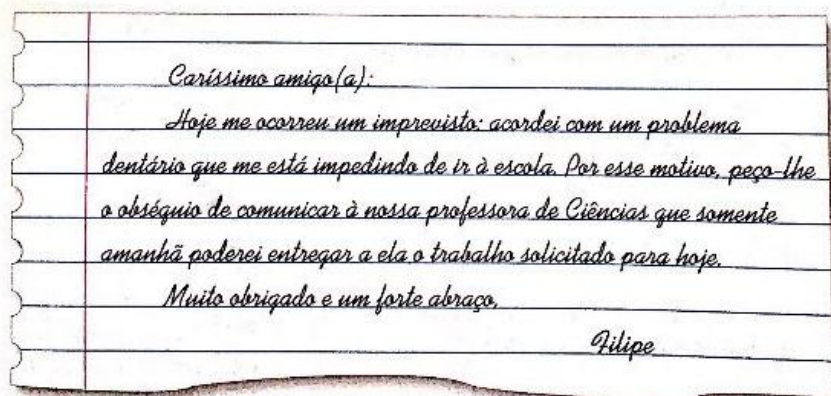 Caríssimo amigo(a):
Hoje me ocorreu um imprevisto: acordei com um problema
dentário que me está impedindo de ir à escola. Por esse motivo, peço-lhe
o obséquio de comunicar à nossa professora de Ciências que somente
amanhã poderei entregar a ela o trabalho solicitado para hoje.
Muito obrigado e um forte abraço,
Filipe